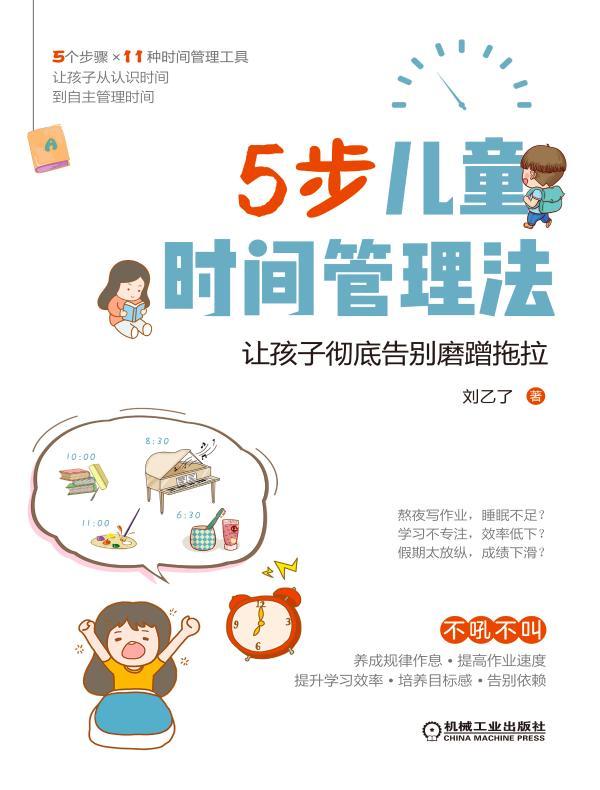 5个步骤×11种时间管理工具
让孩子从认识时间
到自主管理时间
A
5步儿童
时间管理法
让孩子彻底告别磨蹭拖拉
刘乙了 著
8:30
10:00
6:30
11:00
熬夜写作业，睡眠不足？
学习不专注，效率低下？
假期太放纵，成绩下滑？
12
3
6
9
不吼不叫
养成规律作息·提高作业速度
提升学习效率·培养目标感·告别依赖
机械工业出版社
CHINA MACHINE PRESS